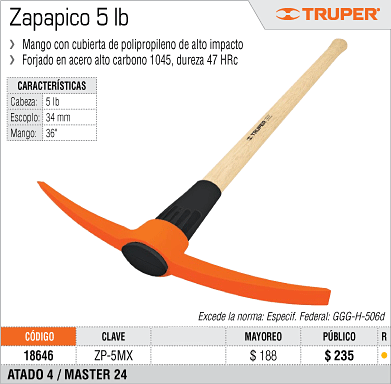 Zapapico 5 lb
TRUPER®
Mango con cubierta de polipropileno de alto impacto
Forjado en acero alto carbono 1045, dureza 47 HRc
CARACTERÍSTICAS
Cabeza: 5 lb
Escoplo: 34 mm
Mango: 36"
TRUPER
Excede la norma: Especif. Federal: GGG-H-506d
CÓDIGO CLAVE MAYOREO PÚBLICO R
18646 ZP-5MX $ 188 $ 235
ATADO 4 / MASTER 24